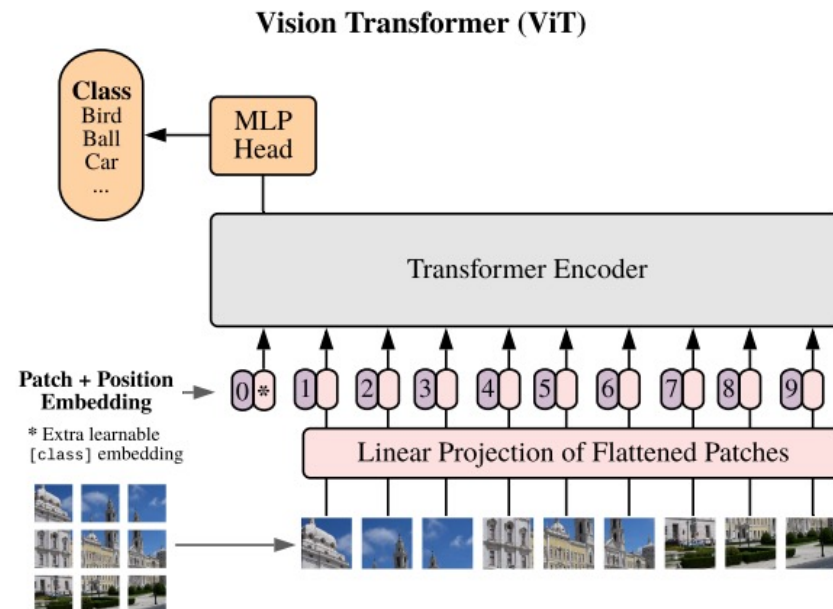 Vision Transformer (ViT)
Class
Bird
Ball
Car
...
MLP
Head
Transformer Encoder
Patch + Position
Embedding
0 * 1 2 3 4 5 6 7 8 9
* Extra learnable
[class] embedding
Linear Projection of Flattened Patches